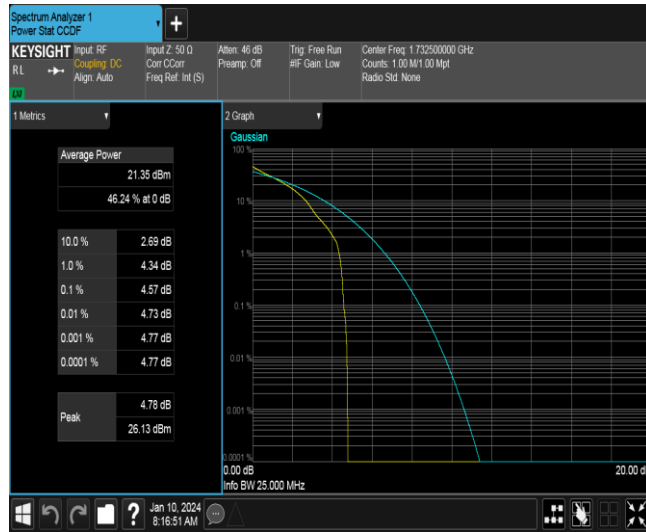 Spectrum Analyzer 1
Power Stat CCDF
+
KEYSIGHT
RL
Input: RF
Coupling: DC
Align: Auto
Input Z: 50 Ω
Corr CCorr
Freq Ref: Int (S)
Atten: 46 dB
Preamp: Off
Trig: Free Run
#IF Gain: Low
Center Freq: 1.732500000 GHz
Counts: 1.00 M/1.00 Mpt
Radio Std: None
LXI
1 Metrics
Average Power
21.35 dBm
46.24 % at 0 dB
10.0 % 2.69 dB
1.0 % 4.34 dB
0.1 % 4.57 dB
0.01 % 4.73 dB
0.001 % 4.77 dB
0.0001 % 4.77 dB
Peak
4.78 dB
26.13 dBm
2 Graph
Gaussian
100 %
10 %
1 %
0.1 %
0.01 %
0.001 %
0.0001 %
0.00 dB
20.00 dB
Info BW 25.000 MHz
?
Jan 10, 2024
8:16:51 AM